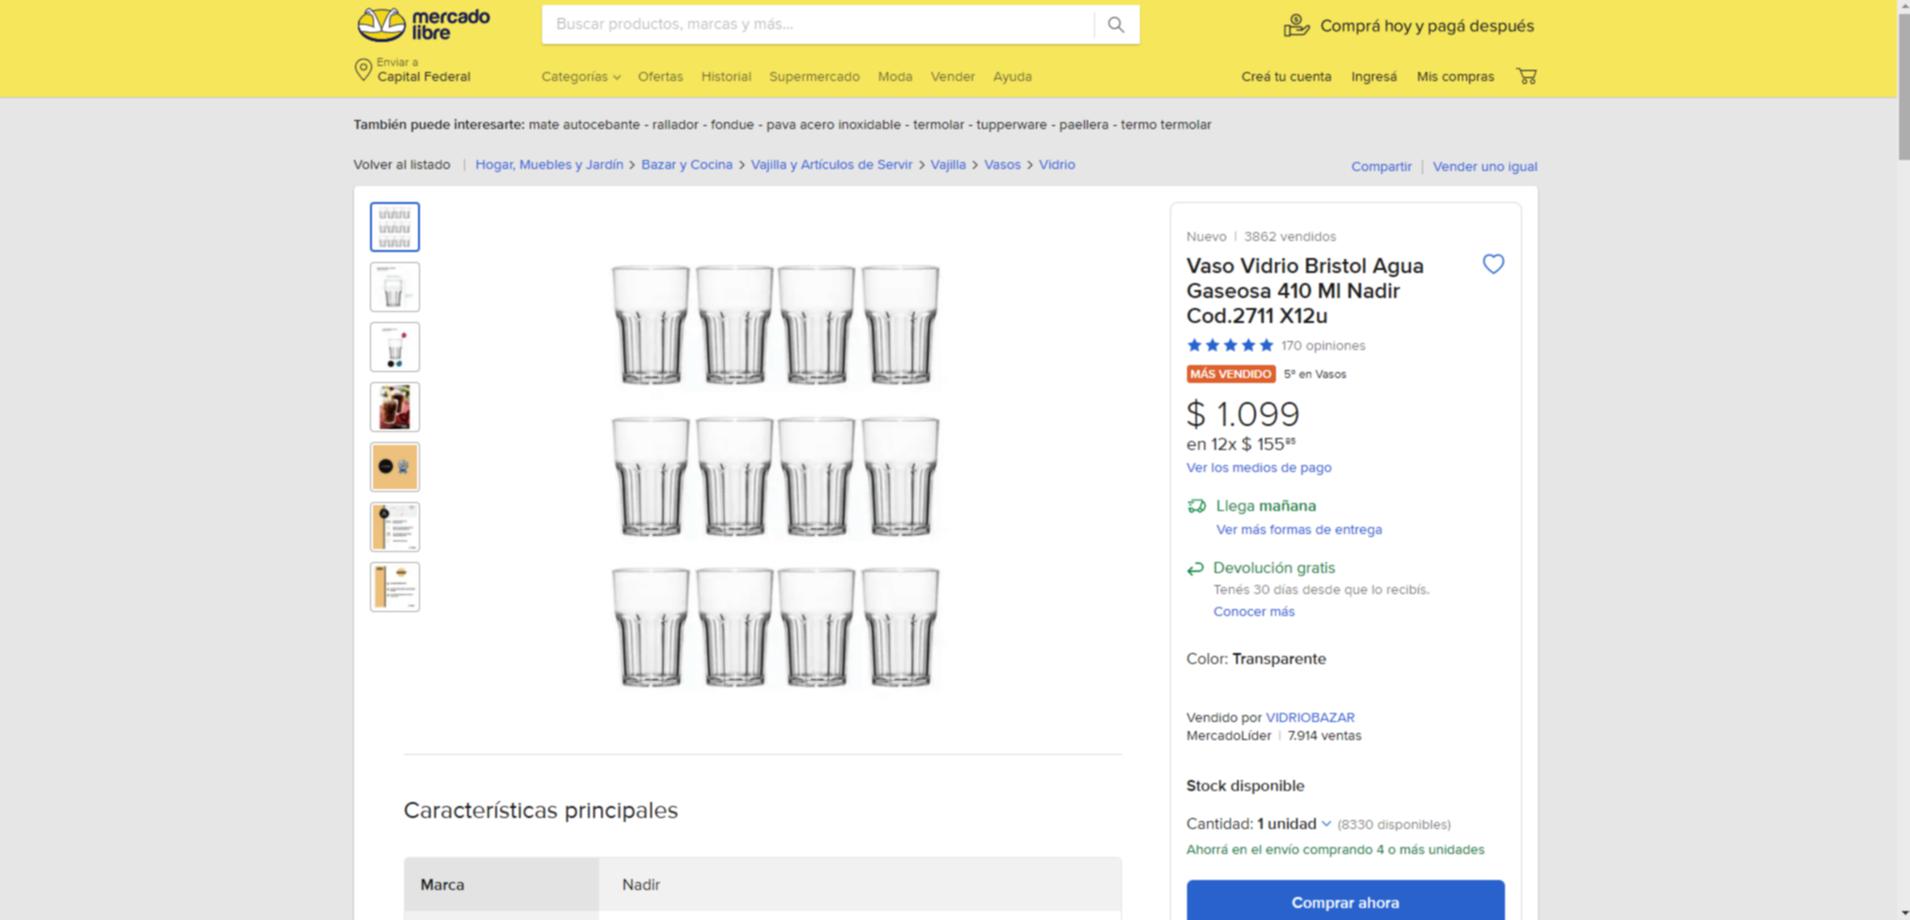 mercado
libre
Buscar productos, marcas y más...
Comprá hoy y pagá después
Enviar a
Capital Federal
Categorías Ofertas Historial Supermercado Moda Vender Ayuda
Creá tu cuenta Ingresá Mis compras
También puede interesarte: mate autocebante - rallador - fondue - pava acero inoxidable - termolar - tupperware - paellera - termo termolar
Volver al listado | Hogar, Muebles y Jardín > Bazar y Cocina > Vajilla y Artículos de Servir > Vajilla > Vasos > Vidrio
Compartir | Vender uno igual
Nuevo | 3862 vendidos
Vaso Vidrio Bristol Agua
Gaseosa 410 Ml Nadir
Cod.2711 X12u
170 opiniones
MÁS VENDIDO 5º en Vasos
$ 1.099
en 12x $ 155⁸⁵
Ver los medios de pago
Llega mañana
Ver más formas de entrega
Devolución gratis
Tenés 30 días desde que lo recibís.
Conocer más
Color: Transparente
Vendido por VIDRIOBAZAR
MercadoLíder | 7.914 ventas
Stock disponible
Cantidad: 1 unidad (8330 disponibles)
Ahorrá en el envío comprando 4 o más unidades
Comprar ahora
Características principales
Marca Nadir